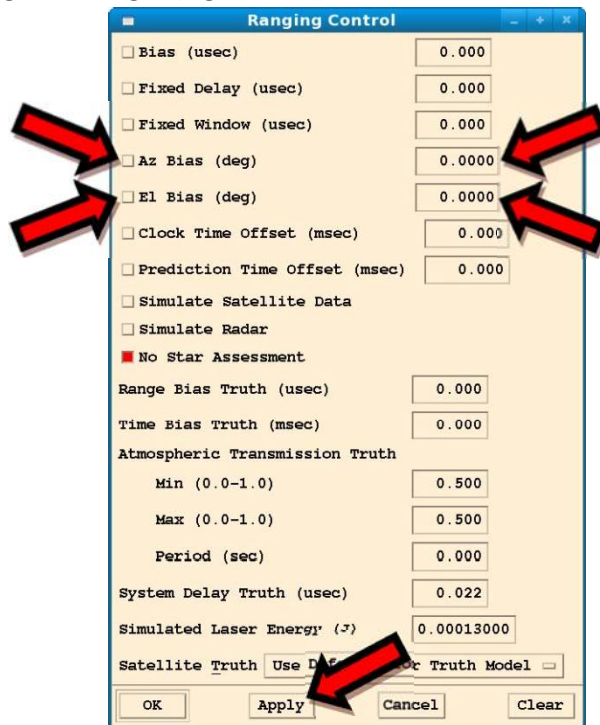 Ranging Control
Bias (usec) 0.000
Fixed Delay (usec) 0.000
Fixed Window (usec) 0.000
Az Bias (deg) 0.0000
El Bias (deg) 0.0000
Clock Time Offset (msec) 0.000
Prediction Time Offset (msec) 0.000
Simulate Satellite Data
Simulate Radar
No Star Assessment
Range Bias Truth (usec) 0.000
Time Bias Truth (msec) 0.000
Atmospheric Transmission Truth
Min (0.0-1.0) 0.500
Max (0.0-1.0) 0.500
Period (sec) 0.000
System Delay Truth (usec) 0.022
Simulated Laser Energy (J) 0.00013000
Satellite Truth Use Truth Model
OK Apply Cancel Clear